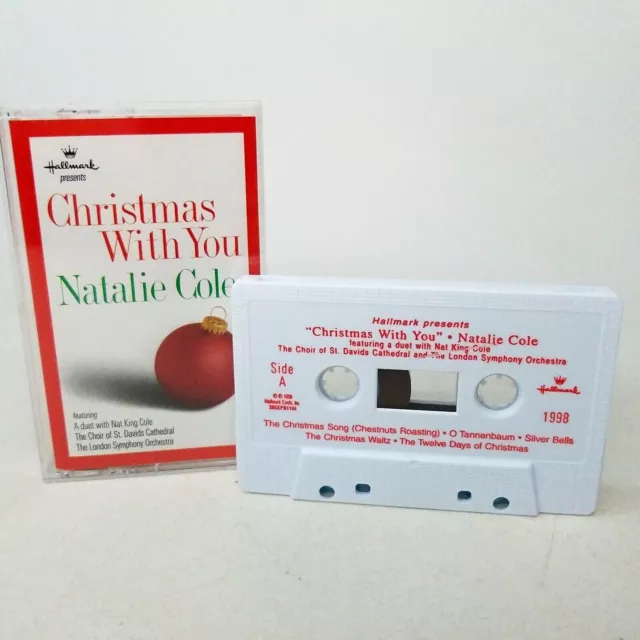 Hallmark
presents
Christmas
With You
Natalie Cole
featuring
A duet with Nat King Cole
The Choir of St. Davids Cathedral
The London Symphony Orchestra
Hallmark presents
"Christmas With You" • Natalie Cole
featuring a duet with Nat King Cole
The Choir of St. Davids Cathedral and The London Symphony Orchestra
Side
A
Hallmark
1998
The Christmas Song (Chestnuts Roasting) • O Tannenbaum • Silver Bells
The Christmas Waltz • The Twelve Days of Christmas